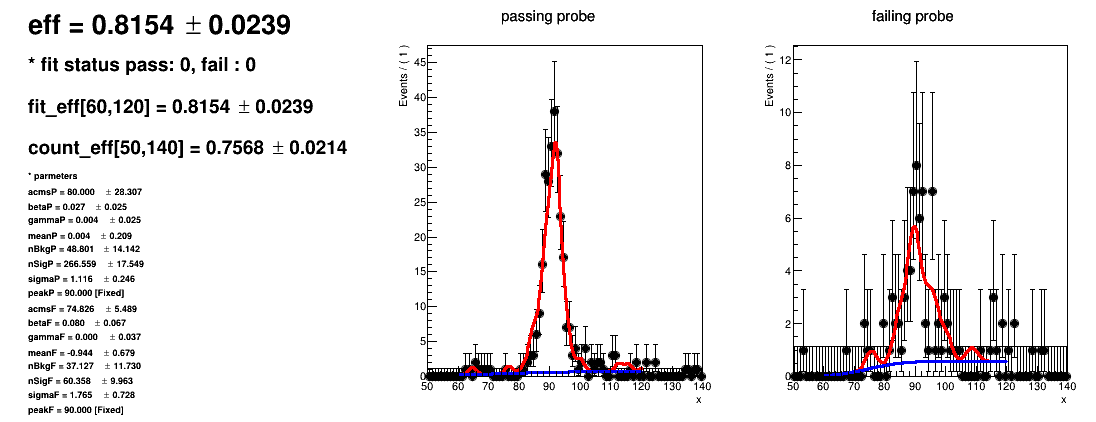 eff = 0.8154 ± 0.0239
* fit status pass: 0, fail : 0
fit_eff[60,120] = 0.8154 ± 0.0239
count_eff[50,140] = 0.7568 ± 0.0214
* parmeters
acmsP = 80.000 ± 28.307
betaP = 0.027 ± 0.025
gammaP = 0.004 ± 0.025
meanP = 0.004 ± 0.209
nBkgP = 48.801 ± 14.142
nSigP = 266.559 ± 17.549
sigmaP = 1.116 ± 0.246
peakP = 90.000 [Fixed]
acmsF = 74.826 ± 5.489
betaF = 0.080 ± 0.067
gammaF = 0.000 ± 0.037
meanF = -0.944 ± 0.679
nBkgF = 37.127 ± 11.730
nSigF = 60.358 ± 9.963
sigmaF = 1.765 ± 0.728
peakF = 90.000 [Fixed]
passing probe
Events / ( 1 )
45
40
35
30
25
20
15
10
5
0
50 60 70 80 90 100 110 120 130 140
x
failing probe
Events / ( 1 )
12
10
8
6
4
2
0
50 60 70 80 90 100 110 120 130 140
x